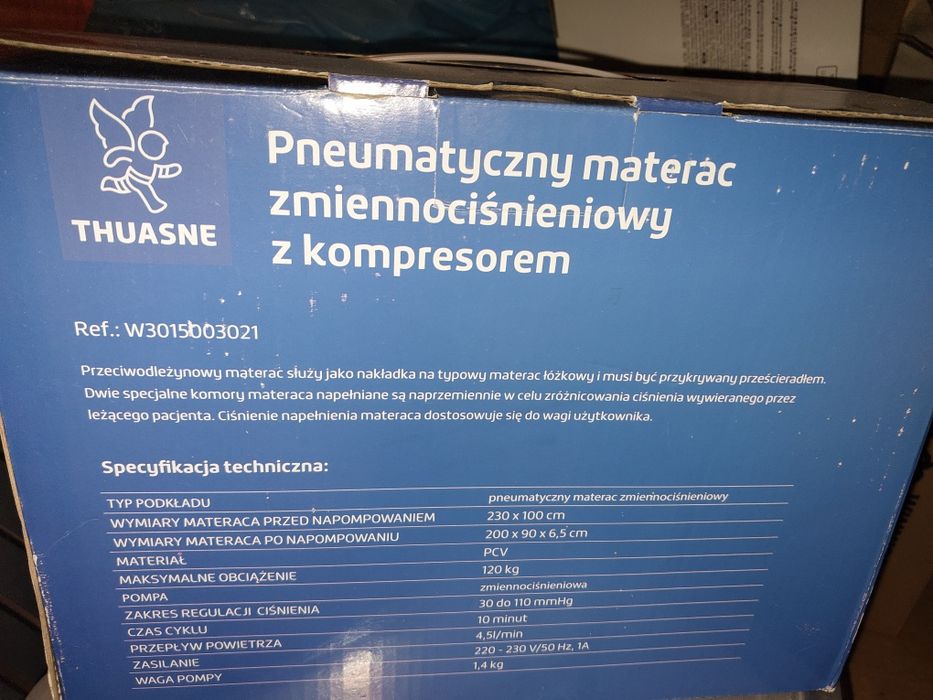 THUASNE
Pneumatyczny materac
zmiennociśnieniowy
z kompresorem
Ref.: W3015003021
Przeciwodleżynowy materac służy jako nakładka na typowy materac łóżkowy i musi być przykrywany prześcieradłem.
Dwie specjalne komory materaca napełniane są naprzemiennie w celu zróżnicowania ciśnienia wywieranego przez
leżącego pacjenta. Ciśnienie napełnienia materaca dostosowuje się do wagi użytkownika.
Specyfikacja techniczna:
TYP PODKŁADU pneumatyczny materac zmiennociśnieniowy
WYMIARY MATERACA PRZED NAPOMPOWANIEM 230 x 100 cm
WYMIARY MATERACA PO NAPOMPOWANIU 200 x 90 x 6,5 cm
MATERIAŁ PCV
MAKSYMALNE OBCIĄŻENIE 120 kg
POMPA zmiennociśnieniowa
ZAKRES REGULACJI CIŚNIENIA 30 do 110 mmHg
CZAS CYKLU 10 minut
PRZEPŁYW POWIETRZA 4,5l/min
ZASILANIE 220 - 230 V/50 Hz, 1A
WAGA POMPY 1,4 kg